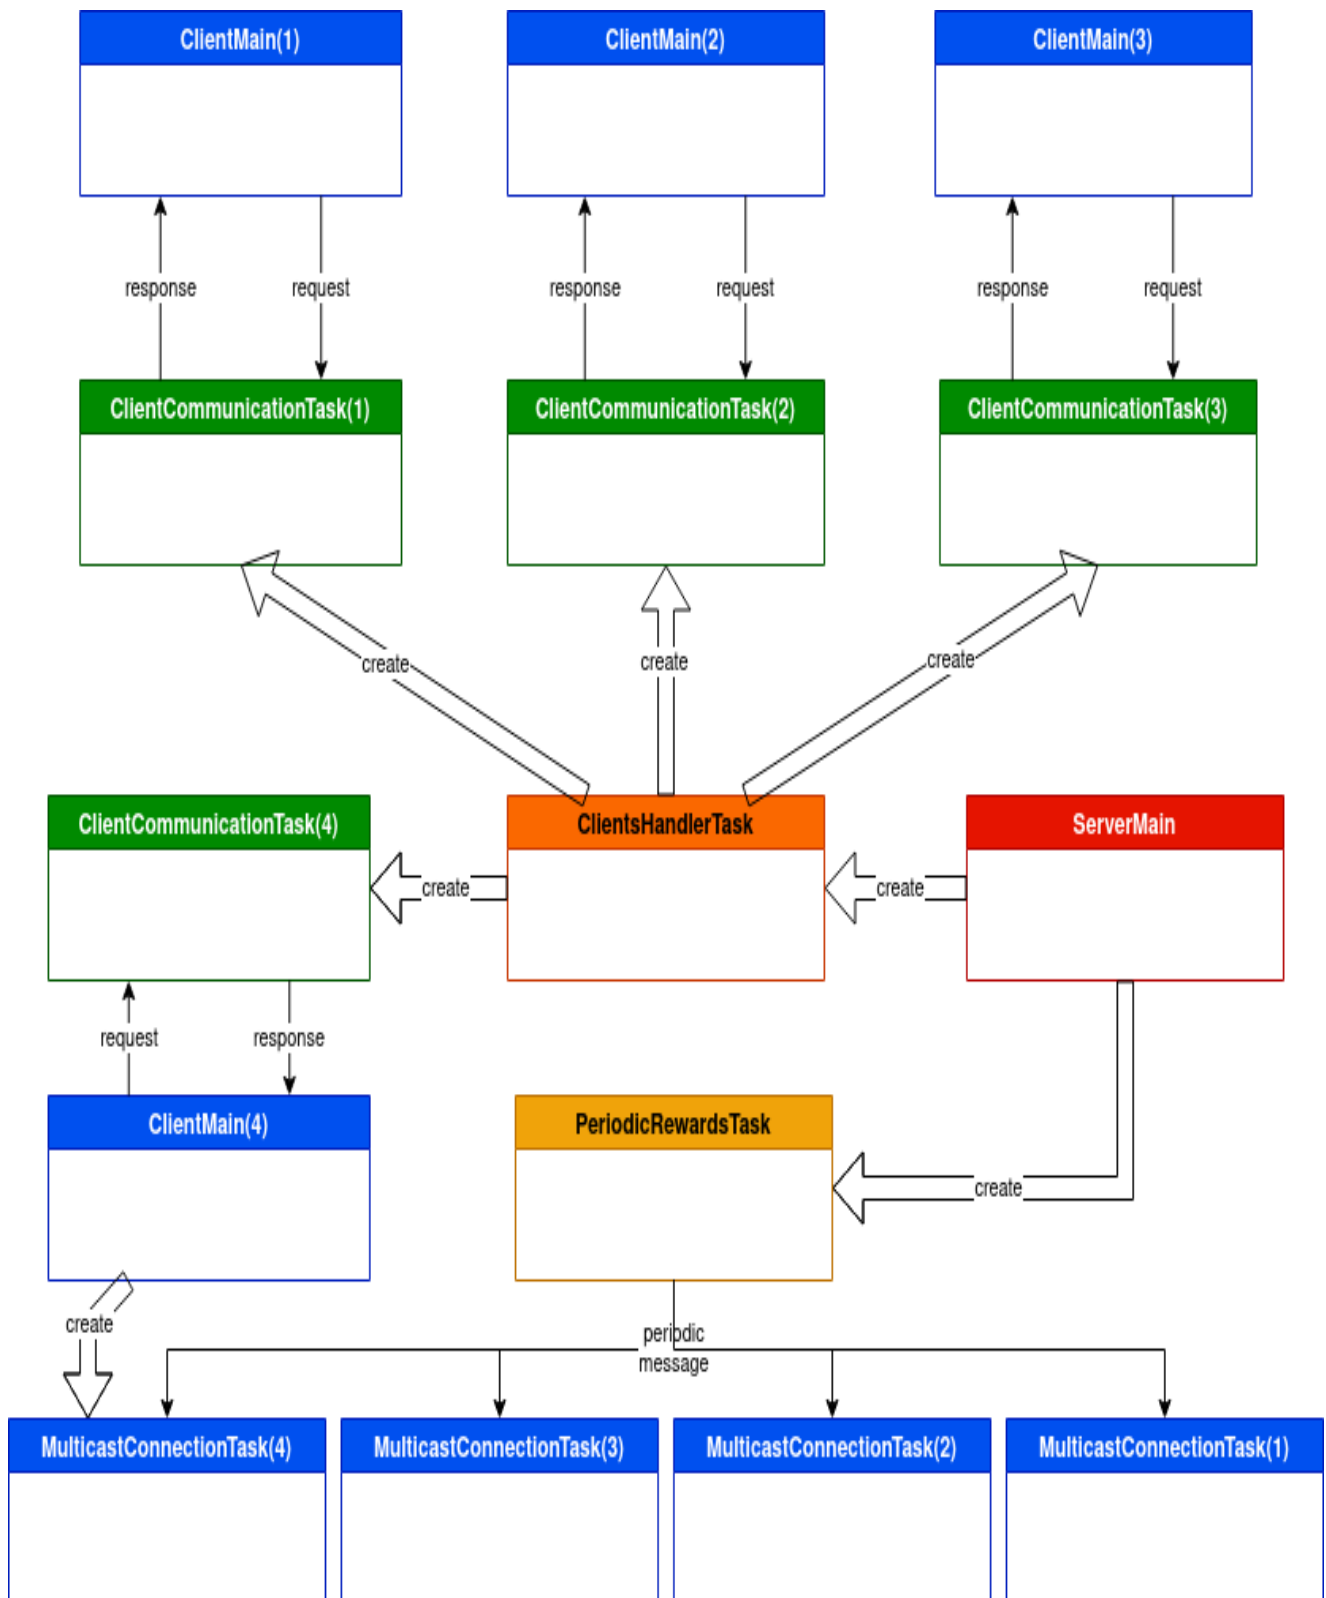 ClientMain(1)
ClientMain(2)
ClientMain(3)
response
request
response
request
response
request
ClientCommunicationTask(1)
ClientCommunicationTask(2)
ClientCommunicationTask(3)
create
create
create
ClientCommunicationTask(4)
ClientsHandlerTask
ServerMain
create
create
request
response
ClientMain(4)
PeriodicRewardsTask
create
create
periodic
message
MulticastConnectionTask(4)
MulticastConnectionTask(3)
MulticastConnectionTask(2)
MulticastConnectionTask(1)